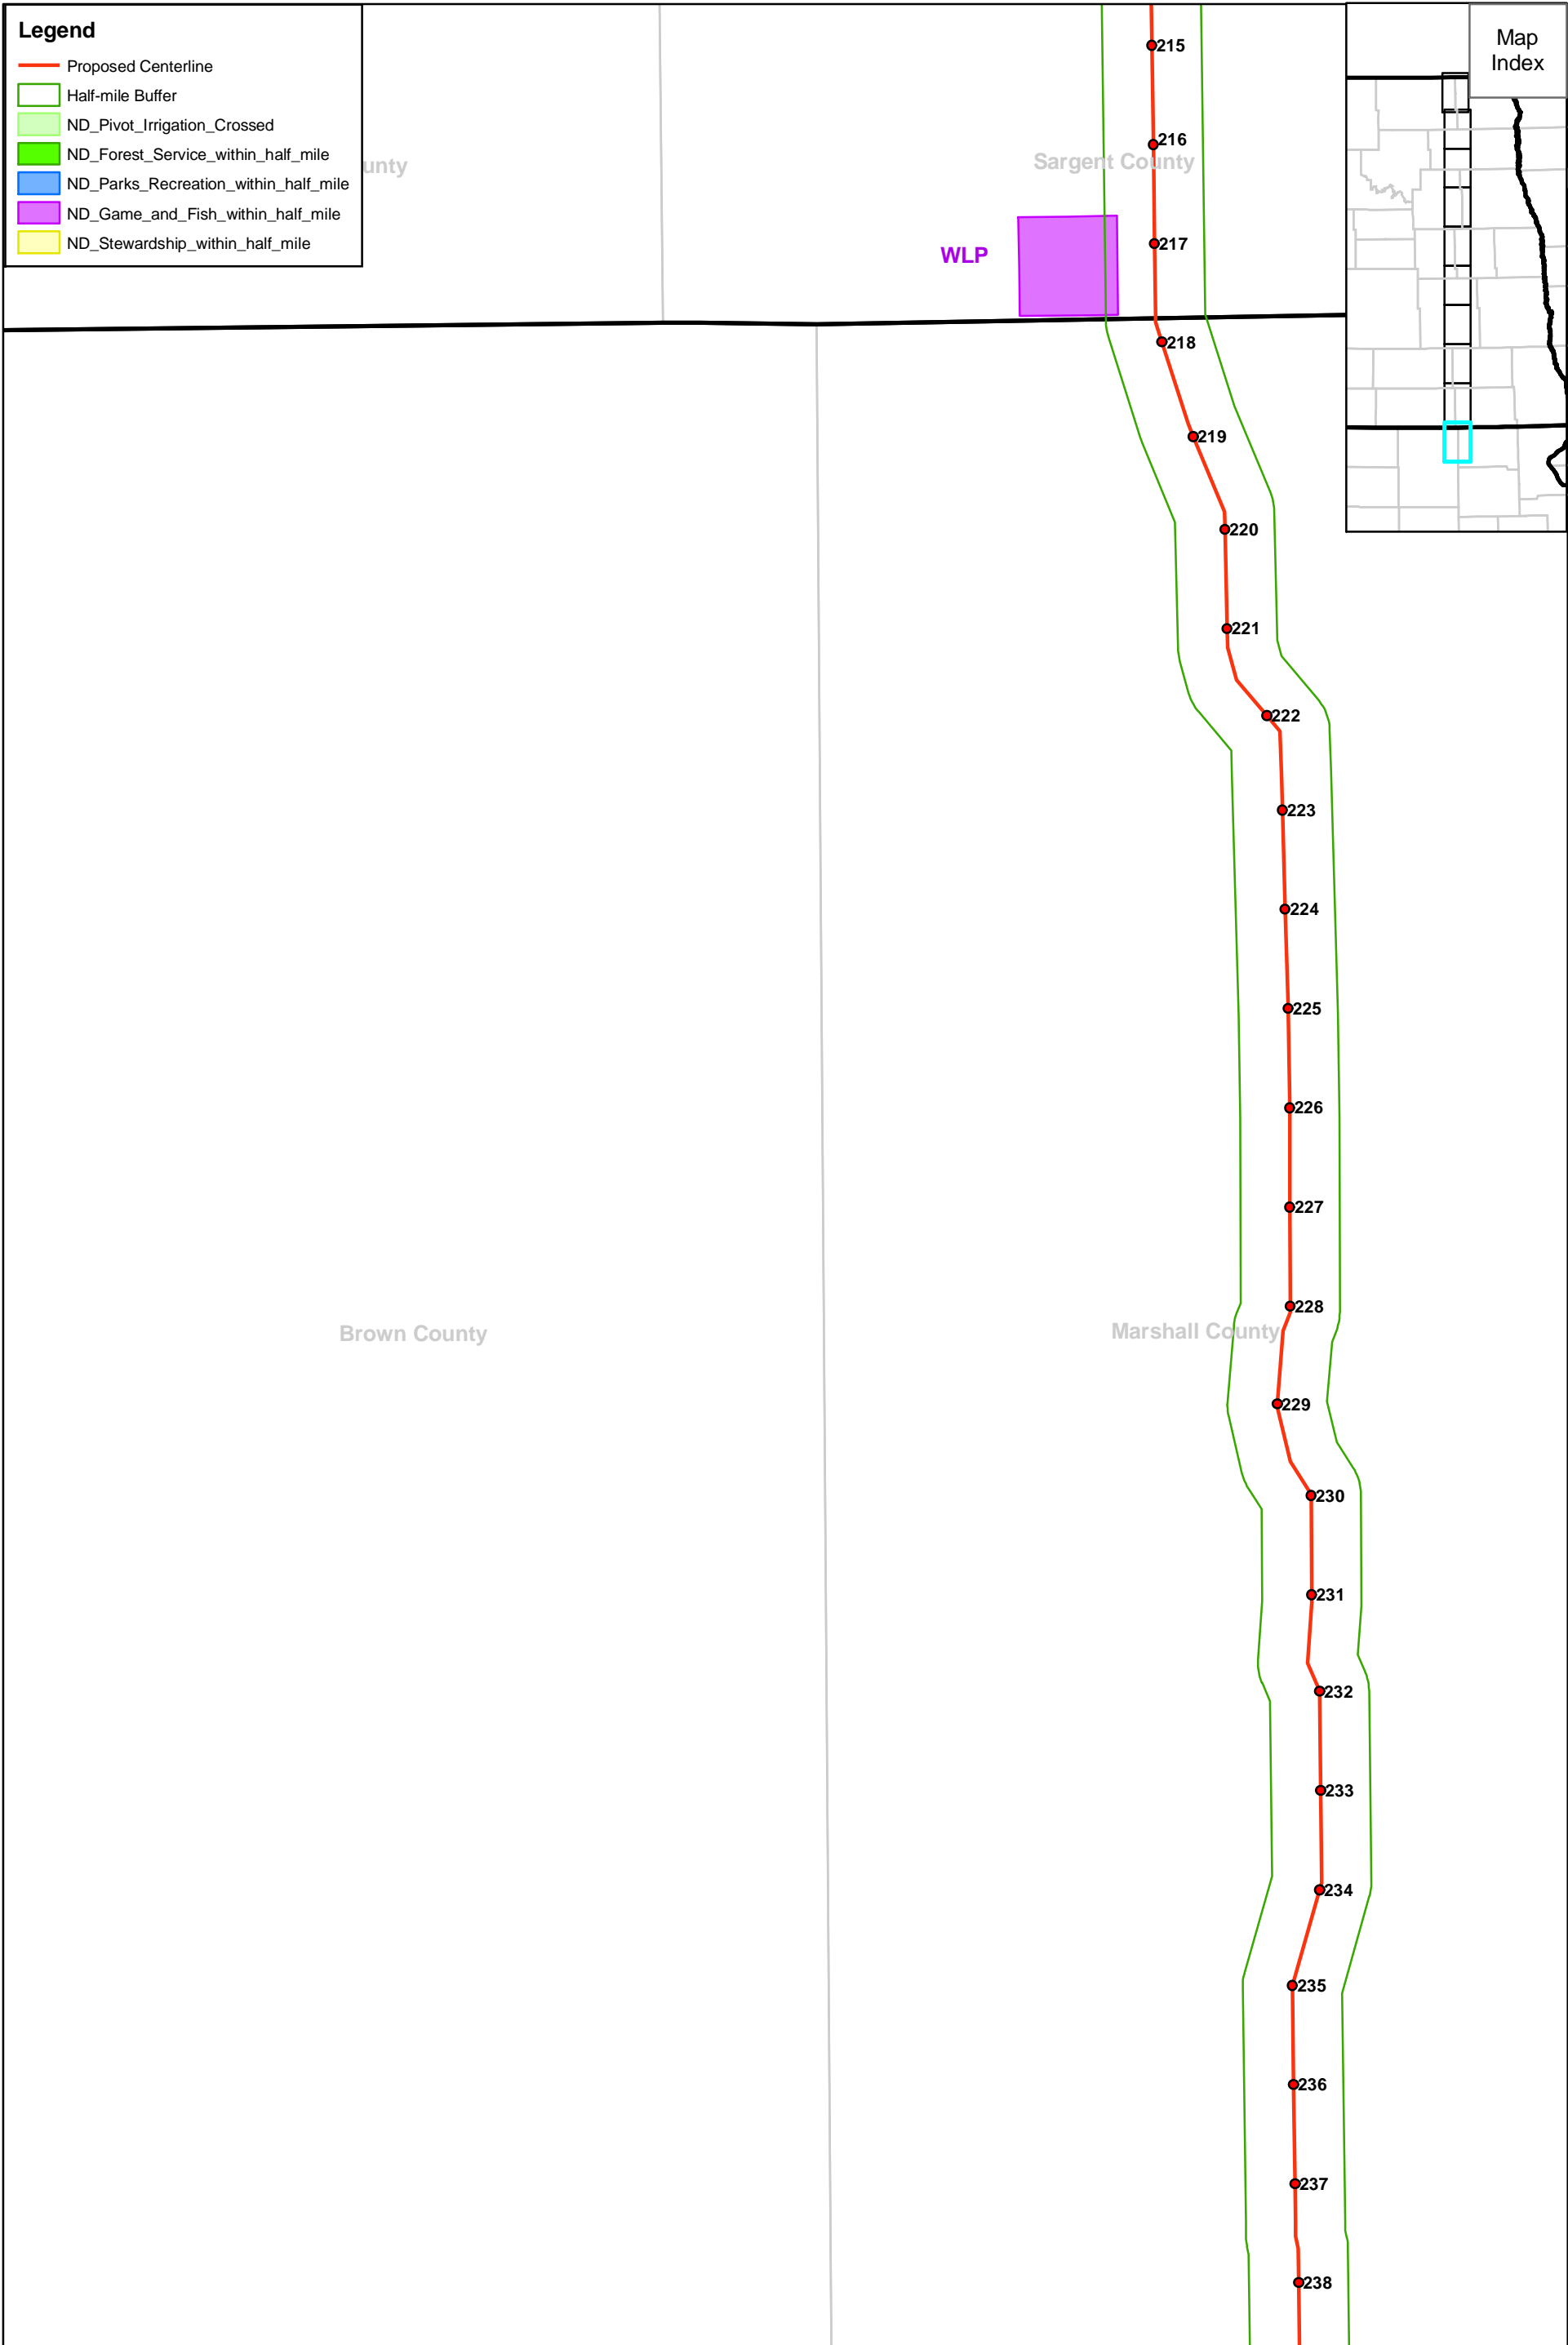 Legend
Proposed Centerline
Half-mile Buffer
ND_Pivot_Irrigation_Crossed
ND_Forest_Service_within_half_mile
ND_Parks_Recreation_within_half_mile
ND_Game_and_Fish_within_half_mile
ND_Stewardship_within_half_mile
unty
Map
Index
215
216
Sargent County
217
WLP
218
219
220
221
222
223
224
225
226
227
228
Brown County
Marshall County
229
230
231
232
233
234
235
236
237
238